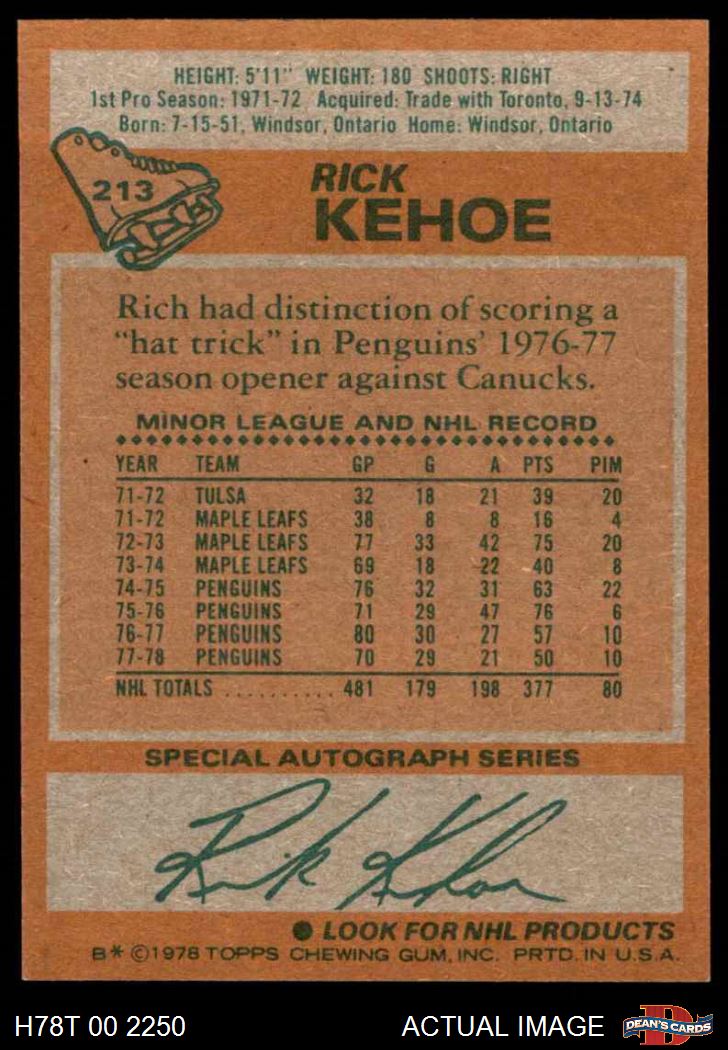 HEIGHT: 5'11" WEIGHT: 180 SHOOTS: RIGHT
1st Pro Season: 1971-72 Acquired: Trade with Toronto, 9-13-74
Born: 7-15-51, Windsor, Ontario Home: Windsor, Ontario
213
RICK
KEHOE
Rich had distinction of scoring a
"hat trick" in Penguins' 1976-77
season opener against Canucks.
MINOR LEAGUE AND NHL RECORD
YEAR TEAM GP G A PTS PIM
71-72 TULSA 32 18 21 39 20
71-72 MAPLE LEAFS 38 8 8 16 4
72-73 MAPLE LEAFS 77 33 42 75 20
73-74 MAPLE LEAFS 69 18 22 40 8
74-75 PENGUINS 76 32 31 63 22
75-76 PENGUINS 71 29 47 76 6
76-77 PENGUINS 80 30 27 57 10
77-78 PENGUINS 70 29 21 50 10
NHL TOTALS .......... 481 179 198 377 80
SPECIAL AUTOGRAPH SERIES
Rick Kehoe
● LOOK FOR NHL PRODUCTS
B* ©1978 TOPPS CHEWING GUM, INC. PRTD. IN U.S.A.
H78T 00 2250 ACTUAL IMAGE
DEAN'S CARDS